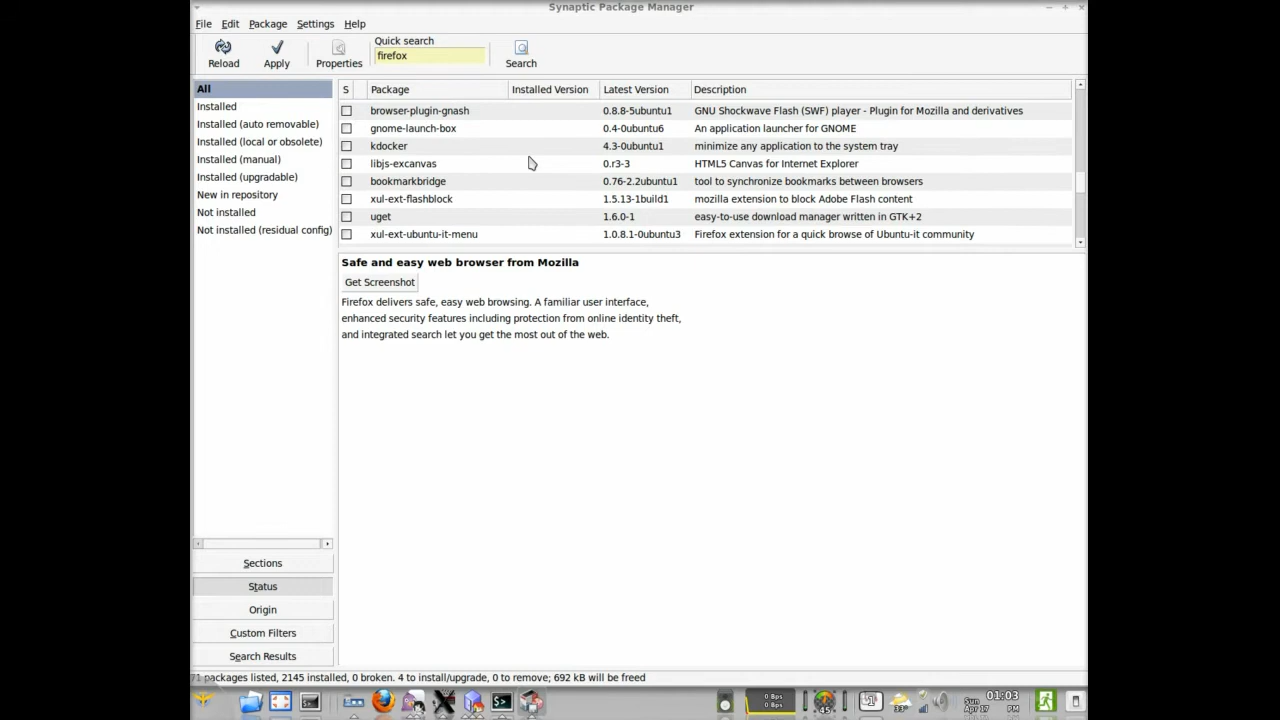 Synaptic Package Manager
File Edit Package Settings Help
Quick search
firefox
Reload Apply Properties Search
All
Installed
Installed (auto removable)
Installed (local or obsolete)
Installed (manual)
Installed (upgradable)
New in repository
Not installed
Not installed (residual config)
S Package Installed Version Latest Version Description
browser-plugin-gnash 0.8.8-5ubuntu1 GNU Shockwave Flash (SWF) player - Plugin for Mozilla and derivatives
gnome-launch-box 0.4-0ubuntu6 An application launcher for GNOME
kdocker 4.3-0ubuntu1 minimize any application to the system tray
libjs-excanvas 0.r3-3 HTML5 Canvas for Internet Explorer
bookmarkbridge 0.76-2.2ubuntu1 tool to synchronize bookmarks between browsers
xul-ext-flashblock 1.5.13-1build1 mozilla extension to block Adobe Flash content
uget 1.6.0-1 easy-to-use download manager written in GTK+2
xul-ext-ubuntu-it-menu 1.0.8.1-0ubuntu3 Firefox extension for a quick browse of Ubuntu-it community
Safe and easy web browser from Mozilla
Get Screenshot
Firefox delivers safe, easy web browsing. A familiar user interface,
enhanced security features including protection from online identity theft,
and integrated search let you get the most out of the web.
Sections
Status
Origin
Custom Filters
Search Results
71 packages listed, 2145 installed, 0 broken. 4 to install/upgrade, 0 to remove; 692 kB will be freed
0 Bps
0 Bps
45°
1
33°
Sun
Apr 17
01:03
PM